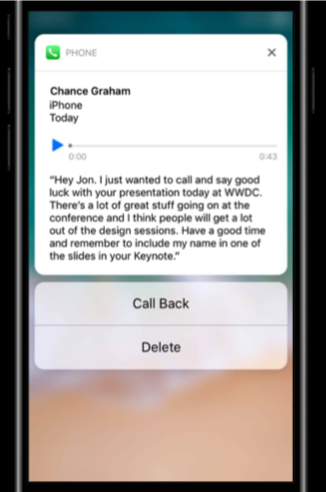 PHONE
Chance Graham
iPhone
Today
0:00
0:43
"Hey Jon. I just wanted to call and say good
luck with your presentation today at WWDC.
There's a lot of great stuff going on at the
conference and I think people will get a lot
out of the design sessions. Have a good time
and remember to include my name in one of
the slides in your Keynote."
Call Back
Delete